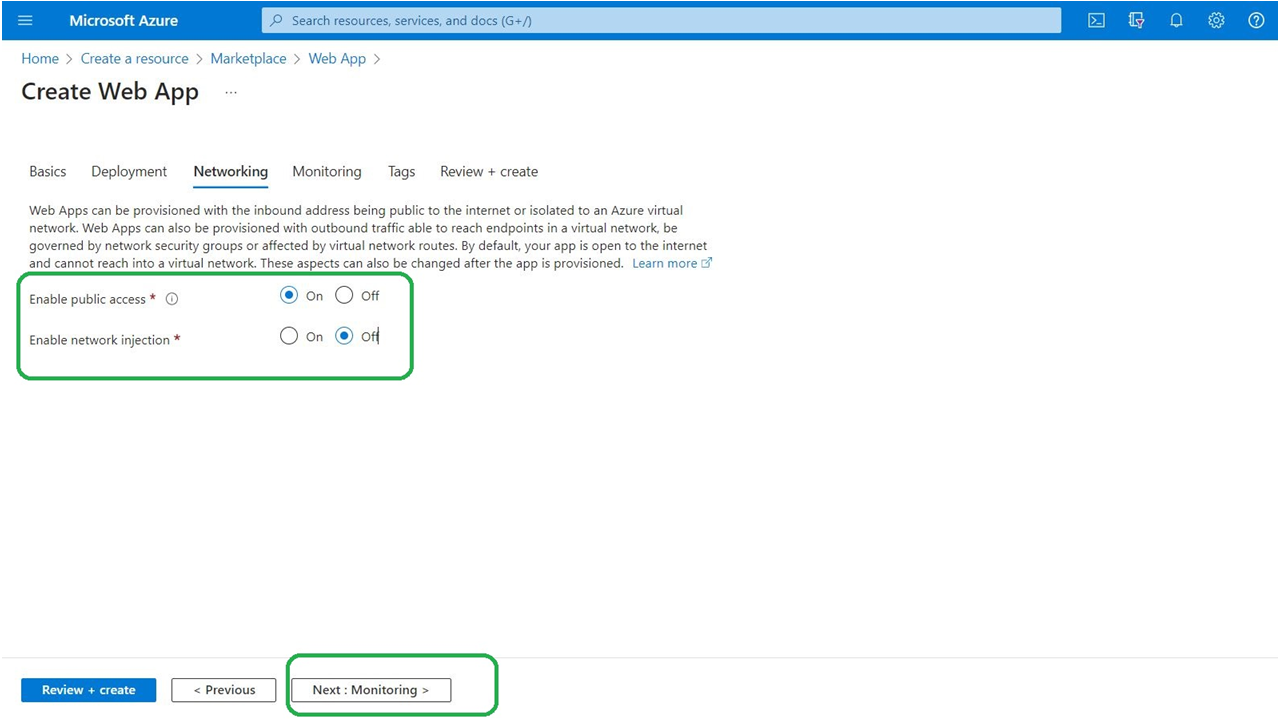 Microsoft Azure
Search resources, services, and docs (G+/)
Home > Create a resource > Marketplace > Web App >
Create Web App ...
Basics Deployment Networking Monitoring Tags Review + create
Web Apps can be provisioned with the inbound address being public to the internet or isolated to an Azure virtual
network. Web Apps can also be provisioned with outbound traffic able to reach endpoints in a virtual network, be
governed by network security groups or affected by virtual network routes. By default, your app is open to the internet
and cannot reach into a virtual network. These aspects can also be changed after the app is provisioned. Learn more
Enable public access * On Off
Enable network injection * On Off
Review + create < Previous Next : Monitoring >